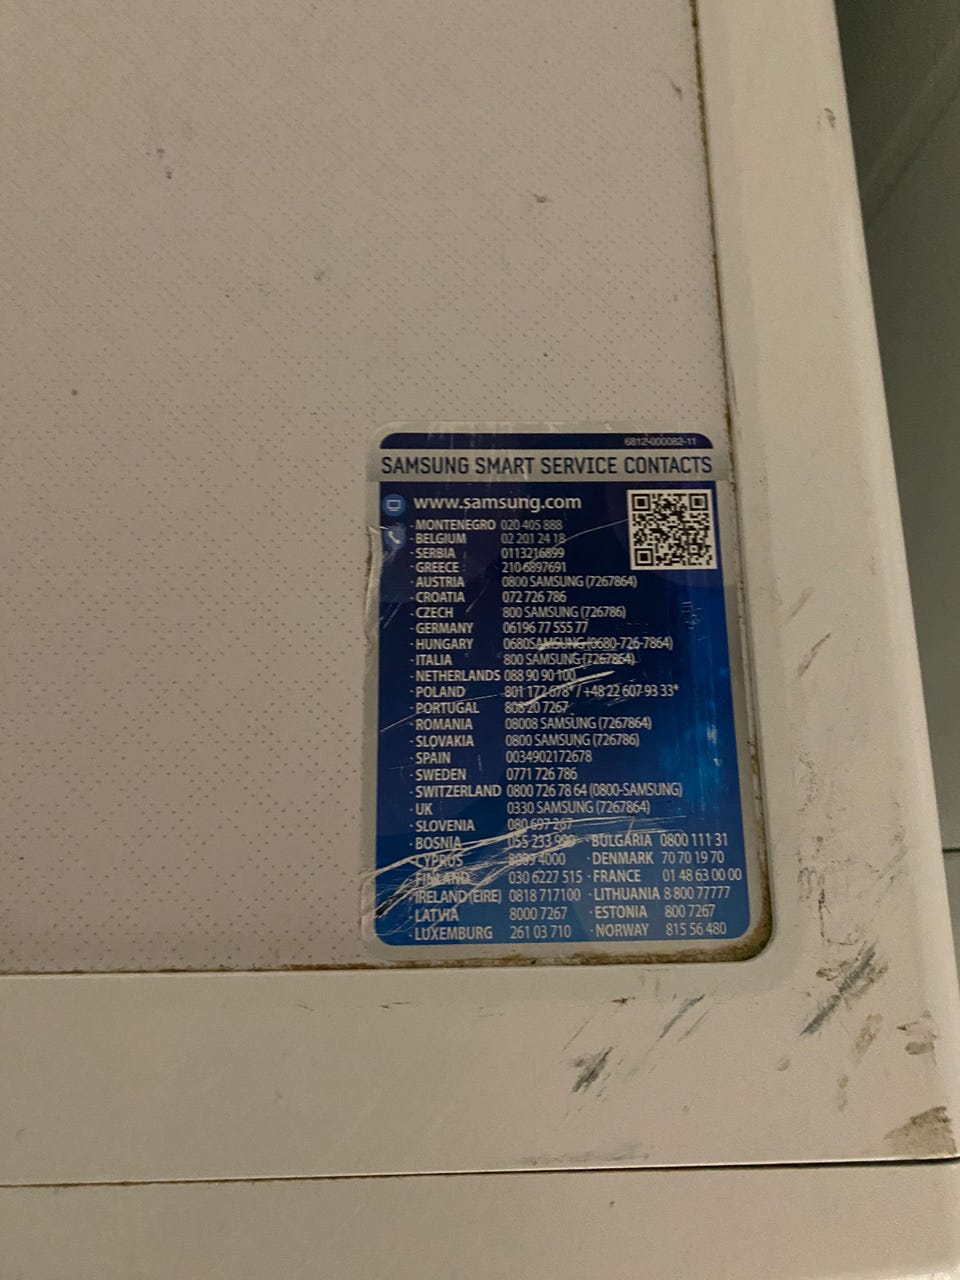 6812-000082-11
SAMSUNG SMART SERVICE CONTACTS
www.samsung.com
· MONTENEGRO 020 405 888
· BELGIUM 02 201 24 18
· SERBIA 0113216899
· GREECE 210 6897691
· AUSTRIA 0800 SAMSUNG (7267864)
· CROATIA 072 726 786
· CZECH 800 SAMSUNG (726786)
· GERMANY 06196 77 555 77
· HUNGARY 0680SAMSUNG (0680-726-7864)
· ITALIA 800 SAMSUNG (7267864)
· NETHERLANDS 088 90 90 100
· POLAND 801 172 678* / +48 22 607 93 33*
· PORTUGAL 808 20 7267
· ROMANIA 08008 SAMSUNG (7267864)
· SLOVAKIA 0800 SAMSUNG (726786)
· SPAIN 0034902172678
· SWEDEN 0771 726 786
· SWITZERLAND 0800 726 78 64 (0800-SAMSUNG)
· UK 0330 SAMSUNG (7267864)
· SLOVENIA 080 697 267
· BOSNIA 055 233 999 · BULGARIA 0800 111 31
· CYPRUS 8009 4000 · DENMARK 70 70 19 70
· FINLAND 030 6227 515 · FRANCE 01 48 63 00 00
· IRELAND (EIRE) 0818 717100 · LITHUANIA 8 800 77777
· LATVIA 8000 7267 · ESTONIA 800 7267
· LUXEMBURG 261 03 710 · NORWAY 815 56 480